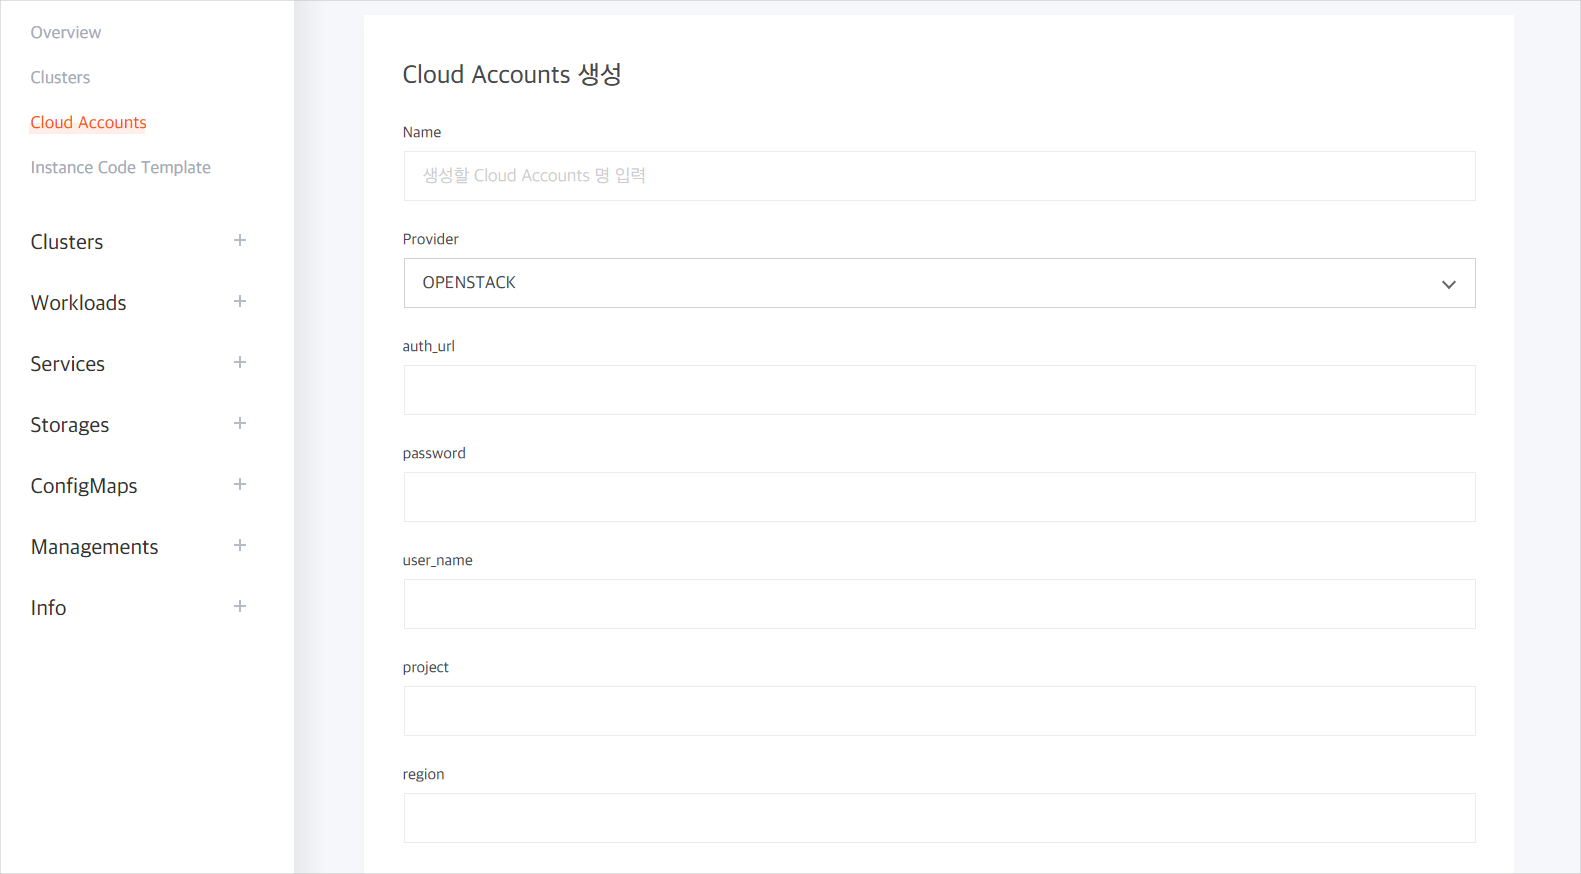 Overview
Clusters
Cloud Accounts
Instance Code Template
Clusters
Workloads
Services
Storages
ConfigMaps
Managements
Info
Cloud Accounts 생성
Name
생성할 Cloud Accounts 명 입력
Provider
OPENSTACK
auth_url
password
user_name
project
region